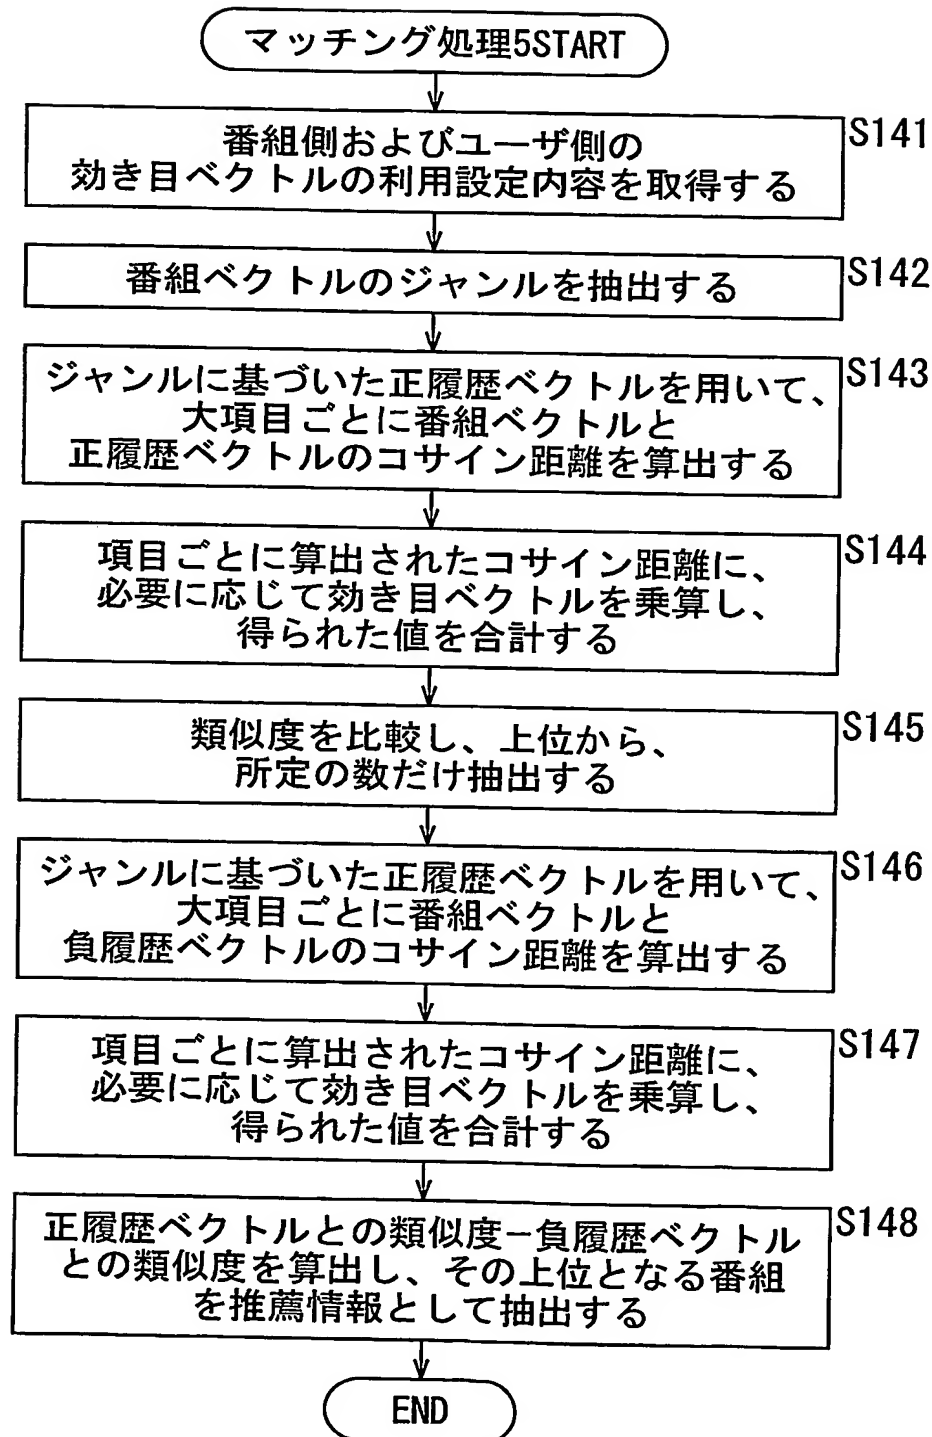 マッチング処理5START
番組側およびユーザ側の
効き目ベクトルの利用設定内容を取得する
S141
番組ベクトルのジャンルを抽出する
S142
ジャンルに基づいた正履歴ベクトルを用いて、
大項目ごとに番組ベクトルと
正履歴ベクトルのコサイン距離を算出する
S143
項目ごとに算出されたコサイン距離に、
必要に応じて効き目ベクトルを乗算し、
得られた値を合計する
S144
類似度を比較し、上位から、
所定の数だけ抽出する
S145
ジャンルに基づいた正履歴ベクトルを用いて、
大項目ごとに番組ベクトルと
負履歴ベクトルのコサイン距離を算出する
S146
項目ごとに算出されたコサイン距離に、
必要に応じて効き目ベクトルを乗算し、
得られた値を合計する
S147
正履歴ベクトルとの類似度－負履歴ベクトル
との類似度を算出し、その上位となる番組
を推薦情報として抽出する
S148
END